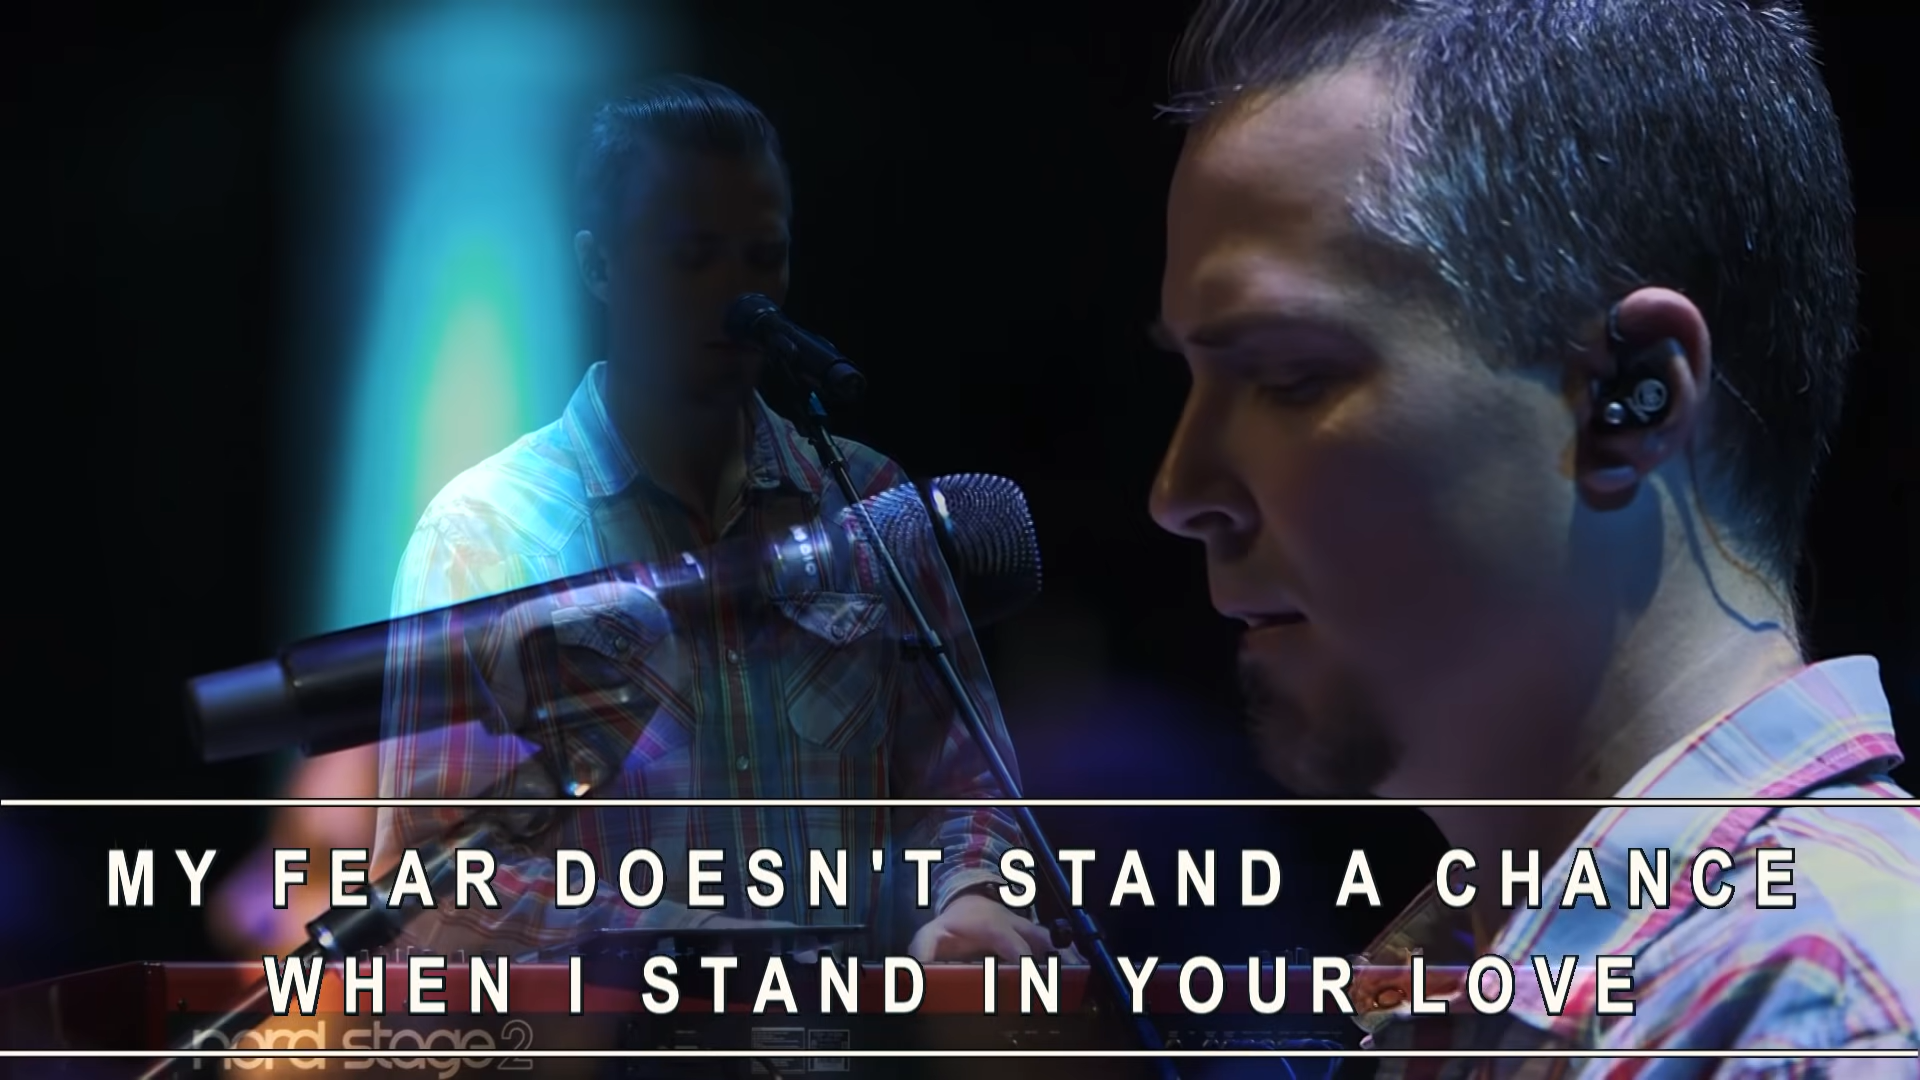 MY FEAR DOESN'T STAND A CHANCE
WHEN I STAND IN YOUR LOVE
nord stage 2